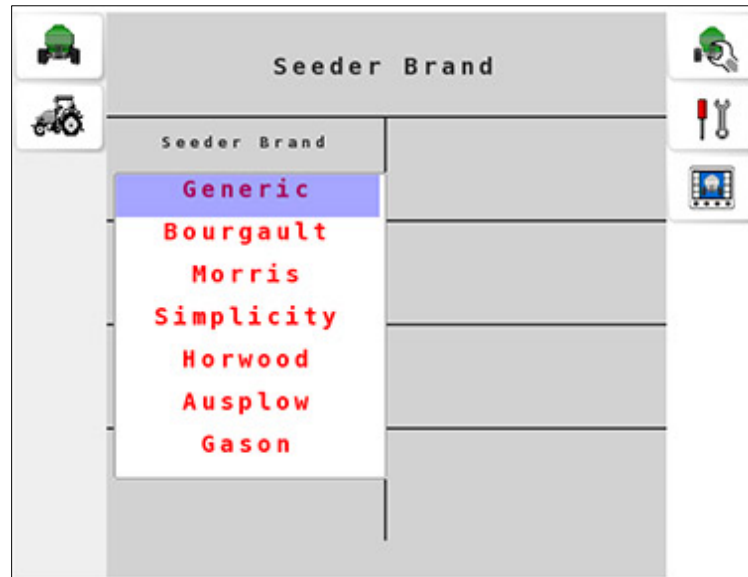 Seeder Brand
Seeder Brand
Generic
Bourgault
Morris
Simplicity
Horwood
Ausplow
Gason